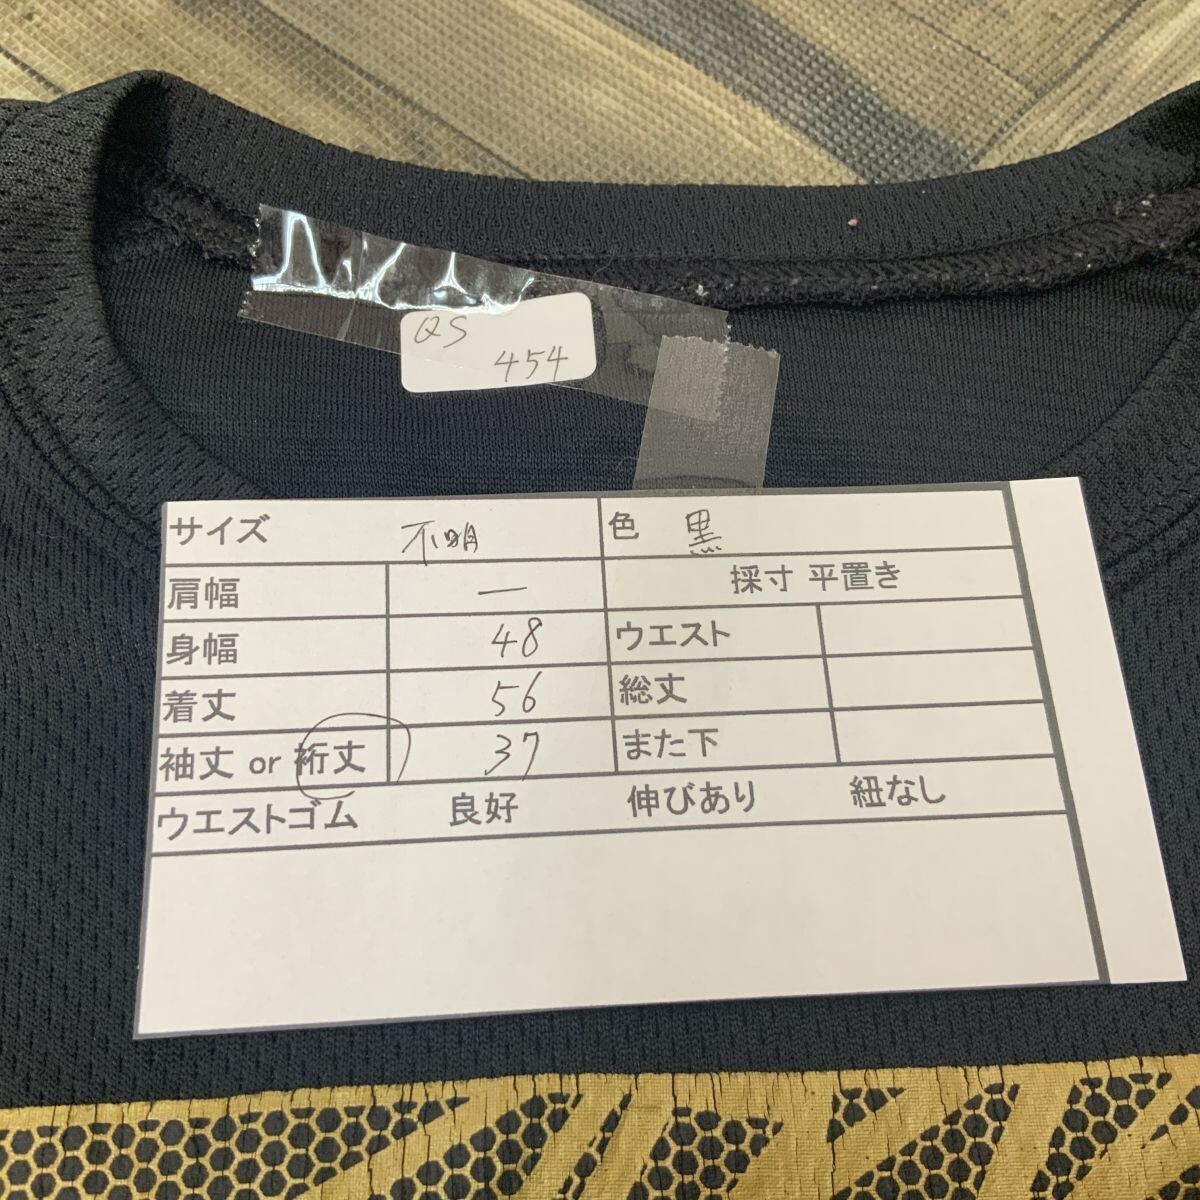 QS
454
サイズ 不明 色 黒
肩幅 — 採寸 平置き
身幅 48 ウエスト
着丈 56 総丈
袖丈 or 裄丈 37 また下
ウエストゴム 良好 伸びあり 紐なし